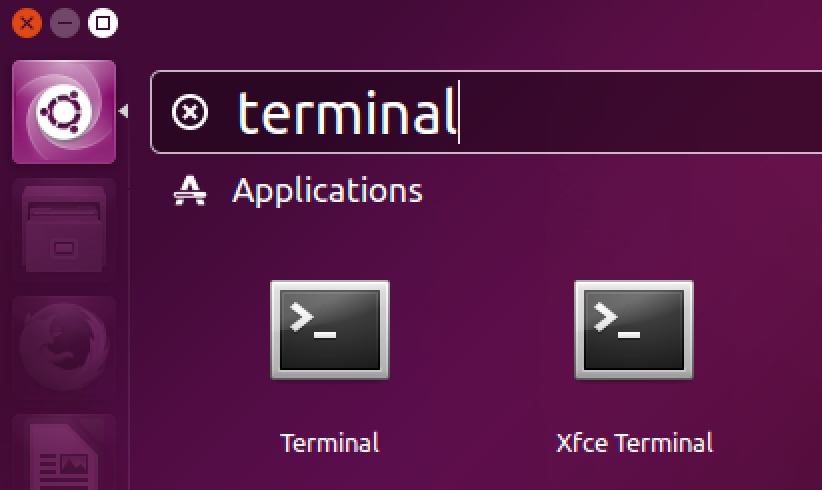 terminal
Applications
Terminal
Xfce Terminal